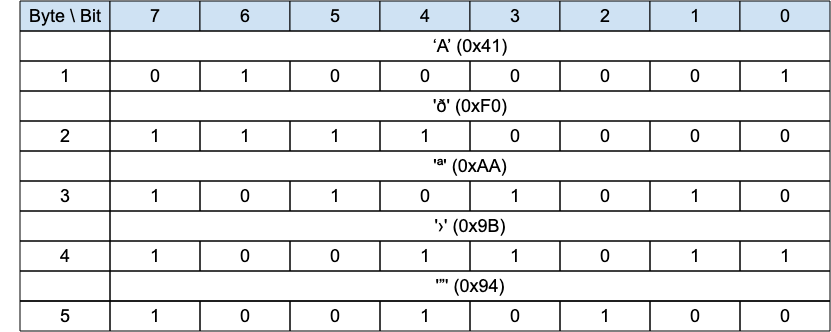 Byte \ Bit 7 6 5 4 3 2 1 0
‘A’ (0x41)
1 0 1 0 0 0 0 0 1
'ð' (0xF0)
2 1 1 1 1 0 0 0 0
'ª' (0xAA)
3 1 0 1 0 1 0 1 0
'›' (0x9B)
4 1 0 0 1 1 0 1 1
'”' (0x94)
5 1 0 0 1 0 1 0 0